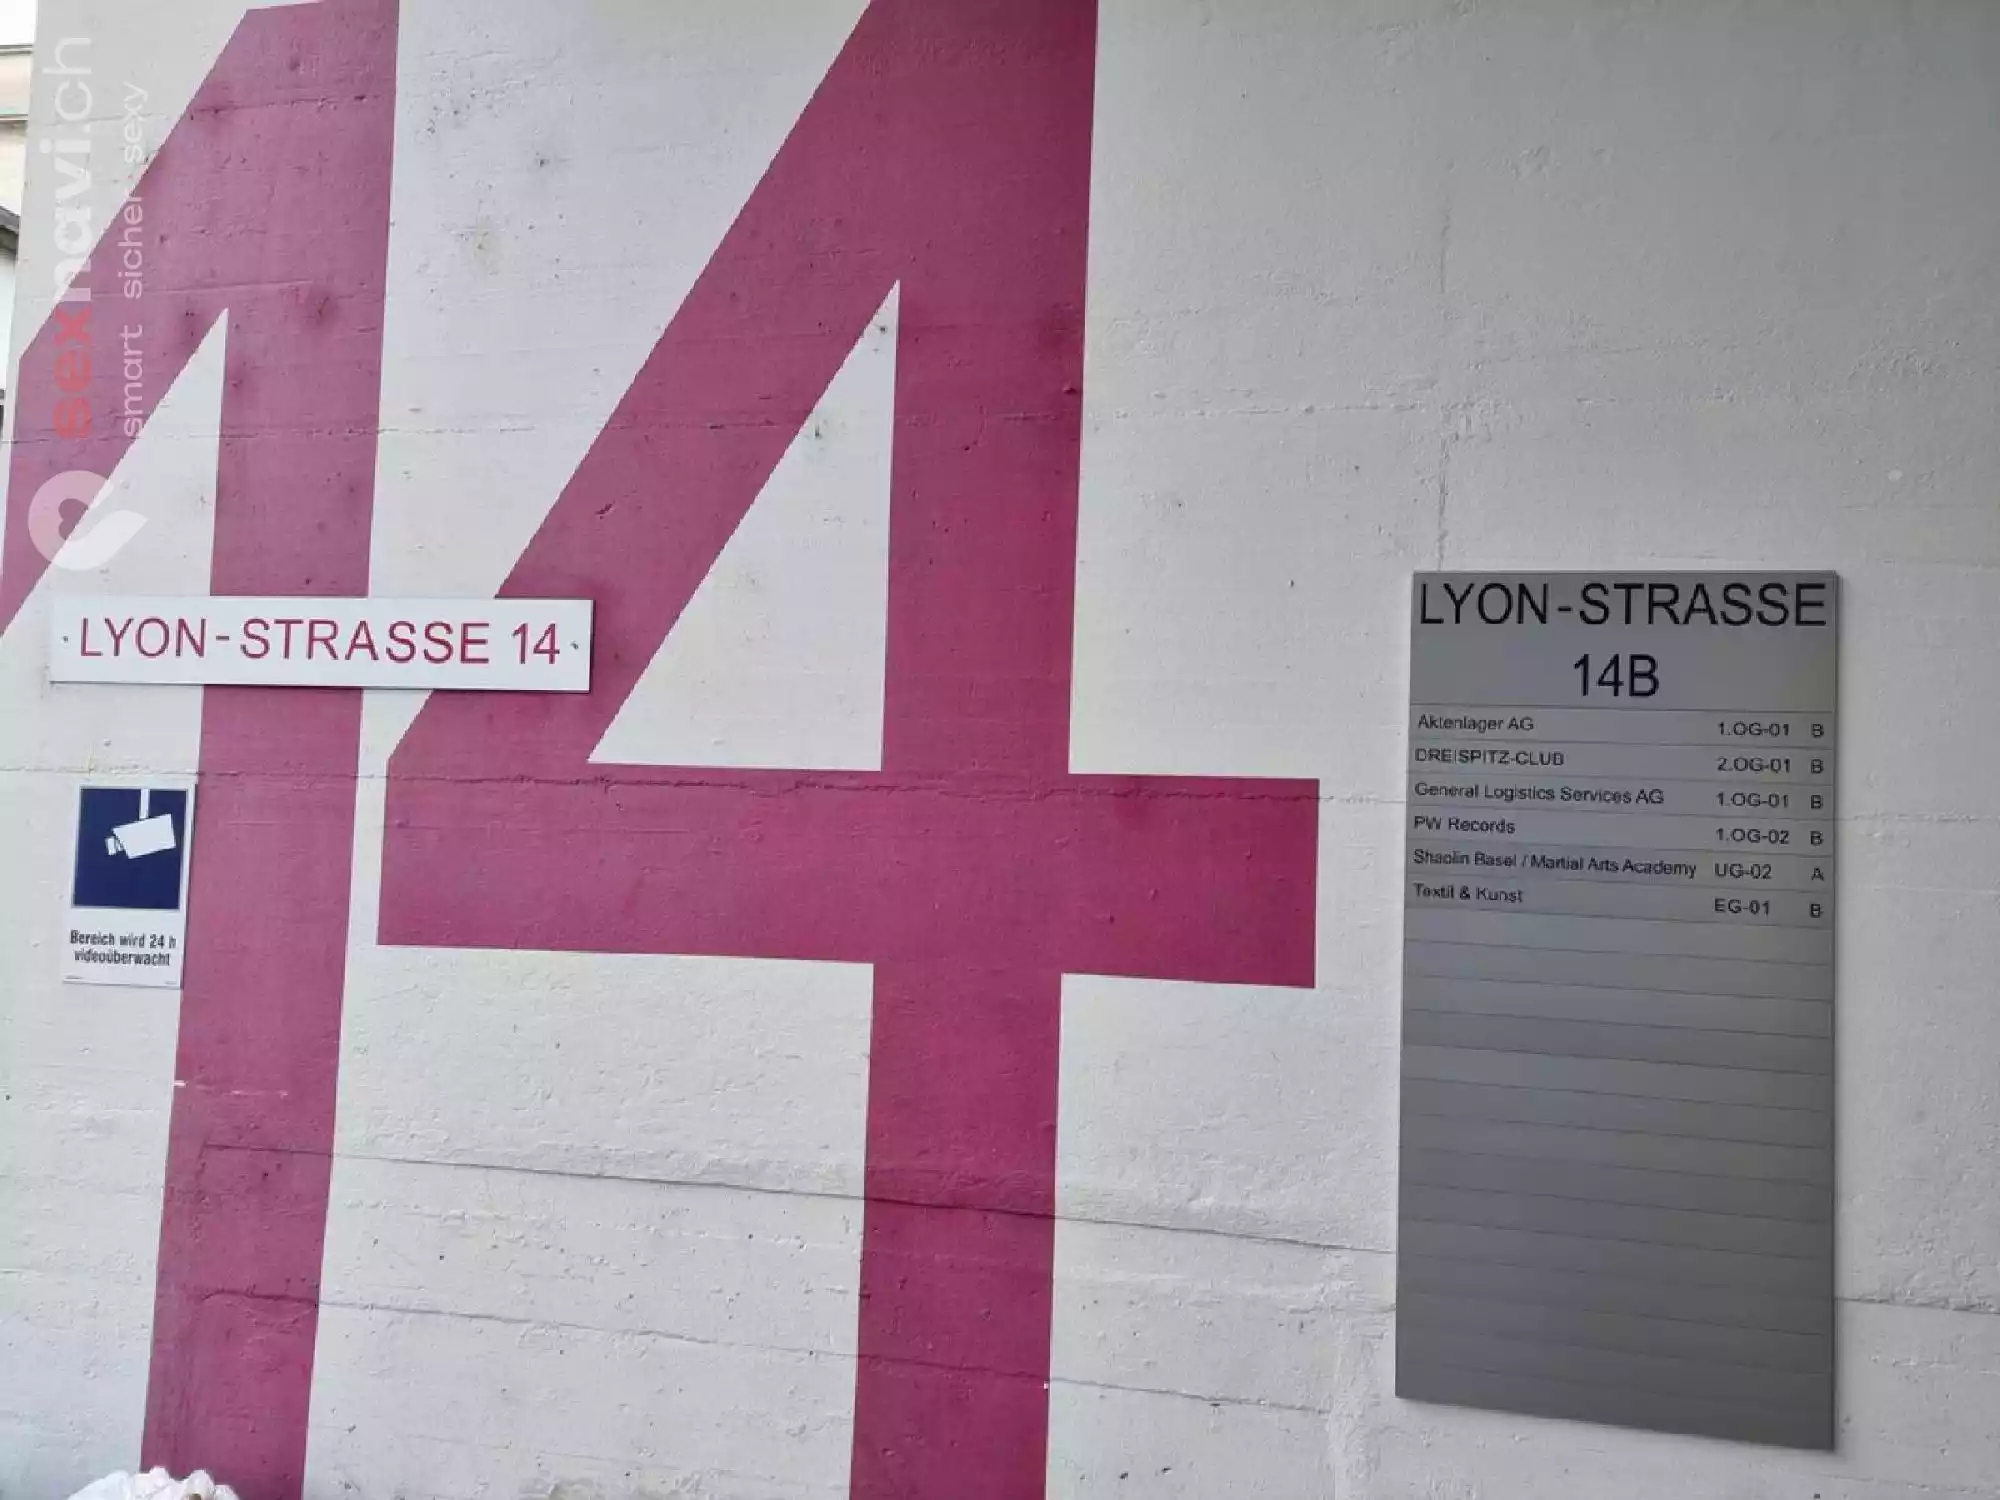 sexnavi.ch
smart sicher sexy
14
LYON-STRASSE 14
Bereich wird 24 h
videoüberwacht
LYON-STRASSE
14B
Aktenlager AG 1.OG-01 B
DREISPITZ-CLUB 2.OG-01 B
General Logistics Services AG 1.OG-01 B
PW Records 1.OG-02 B
Shaolin Basel / Martial Arts Academy UG-02 A
Textil & Kunst EG-01 B